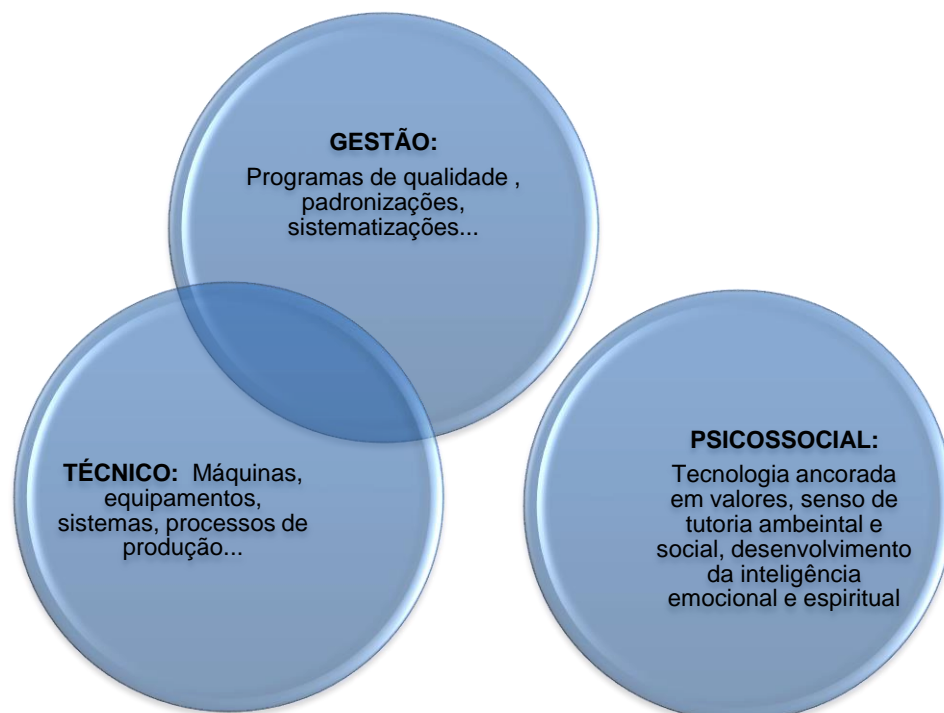 GESTÃO:
Programas de qualidade ,
padronizações,
sistematizações...
TÉCNICO: Máquinas,
equipamentos,
sistemas, processos de
produção...
PSICOSSOCIAL:
Tecnologia ancorada
em valores, senso de
tutoria ambeintal e
social, desenvolvimento
da inteligência
emocional e espiritual